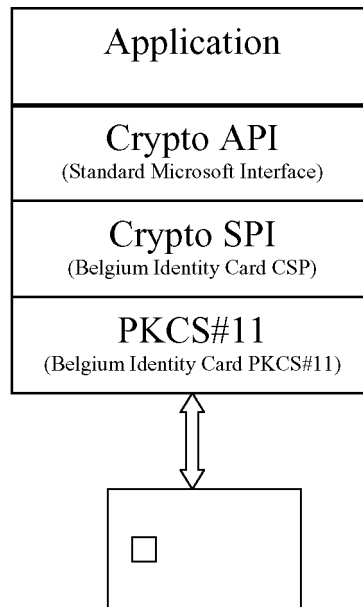 Application
Crypto API
(Standard Microsoft Interface)
Crypto SPI
(Belgium Identity Card CSP)
PKCS#11
(Belgium Identity Card PKCS#11)